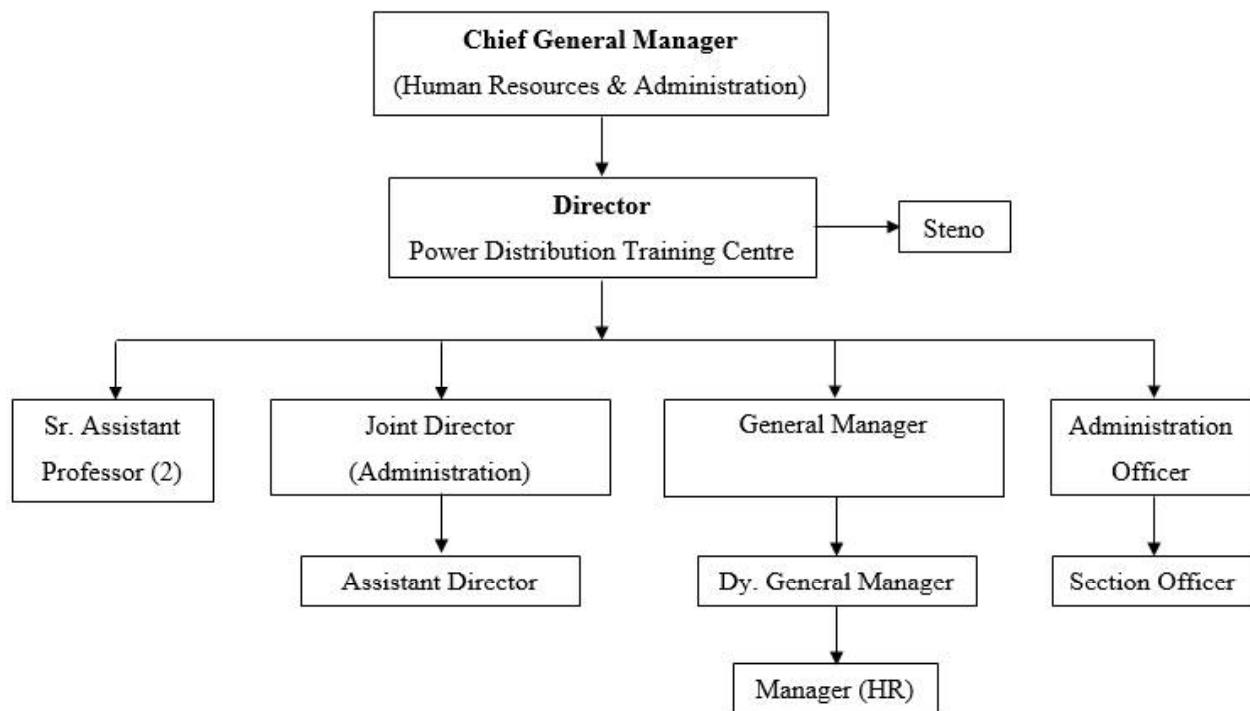 Chief General Manager
(Human Resources & Administration)
Director
Power Distribution Training Centre
Steno
Sr. Assistant
Professor (2)
Joint Director
(Administration)
General Manager
Administration
Officer
Assistant Director
Dy. General Manager
Section Officer
Manager (HR)